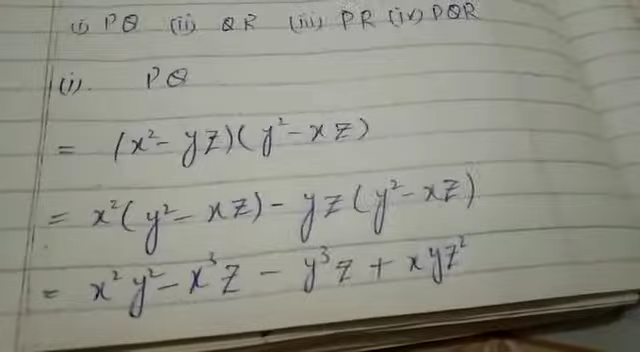 (i) PQ (ii) QR (iii) PR (iv) PQR
(i). PQ
= (x²- yz)(y²- xz)
= x²(y²- xz) - yz(y²- xz)
= x²y²- x³z - y³z + xyz²